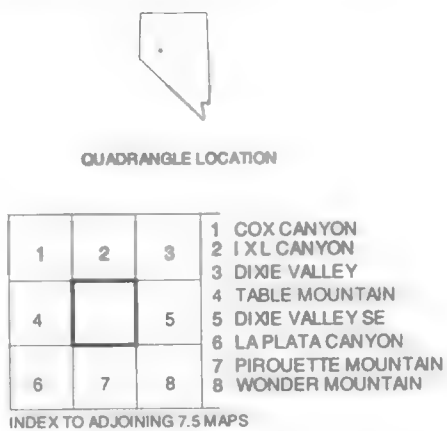 QUADRANGLE LOCATION
1 2 3
4 5
6 7 8
1 COX CANYON
2 I X L CANYON
3 DIXIE VALLEY
4 TABLE MOUNTAIN
5 DIXIE VALLEY SE
6 LA PLATA CANYON
7 PIROUETTE MOUNTAIN
8 WONDER MOUNTAIN
INDEX TO ADJOINING 7.5 MAPS